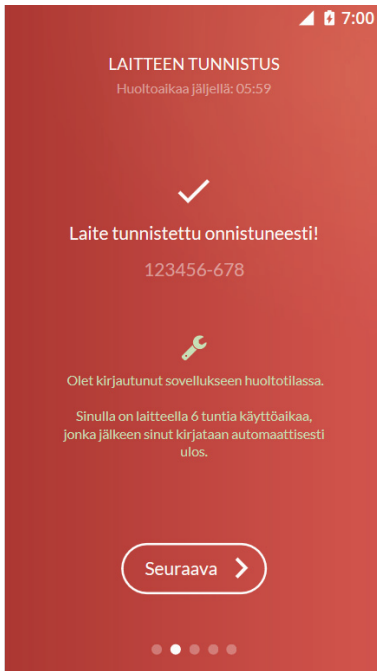 7:00
LAITTEEN TUNNISTUS
Huoltoaikaa jäljellä: 05:59
Laite tunnistettu onnistuneesti!
123456-678
Olet kirjautunut sovellukseen huoltotilassa.
Sinulla on laitteella 6 tuntia käyttöaikaa,
jonka jälkeen sinut kirjataan automaattisesti
ulos.
Seuraava